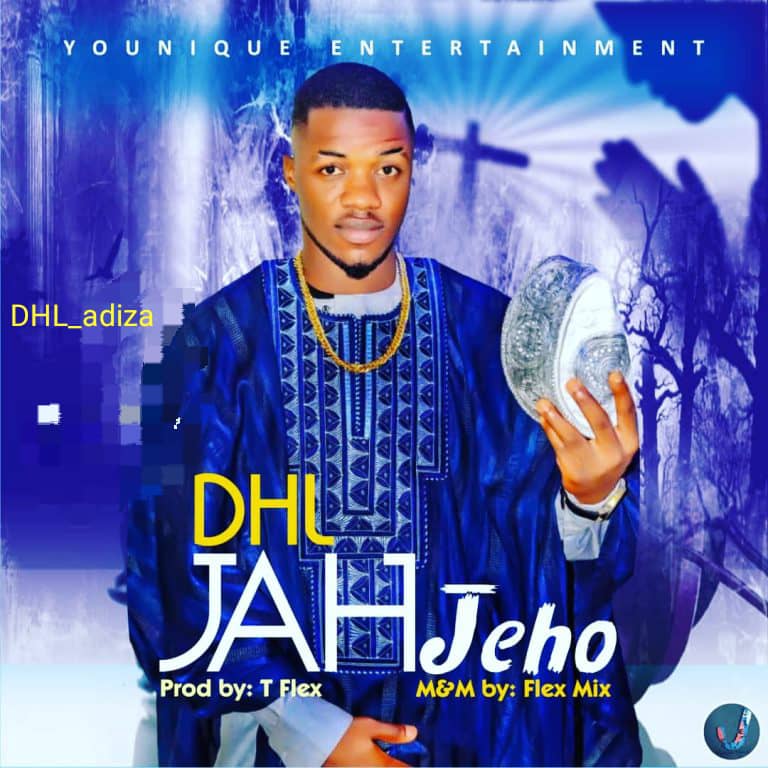 YOUNIQUE ENTERTAINMENT
DHL_adiza
DHL
JAH Jeho
Prod by: T Flex
M&M by: Flex Mix